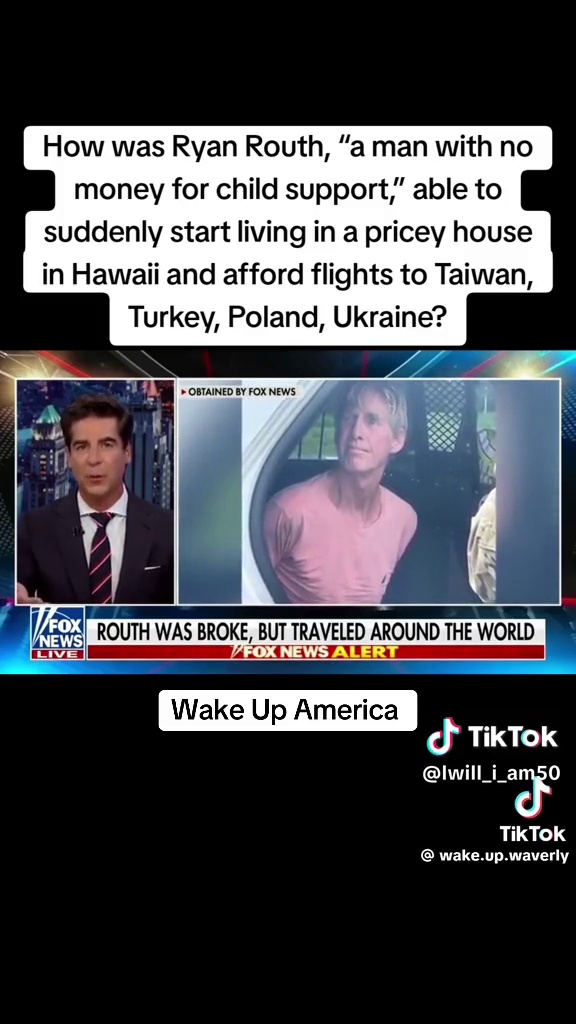 How was Ryan Routh, “a man with no
money for child support,” able to
suddenly start living in a pricey house
in Hawaii and afford flights to Taiwan,
Turkey, Poland, Ukraine?
OBTAINED BY FOX NEWS
FOX
NEWS
LIVE
ROUTH WAS BROKE, BUT TRAVELED AROUND THE WORLD
FOX NEWS ALERT
Wake Up America
TikTok
@Iwill_i_am50
TikTok
@ wake.up.waverly